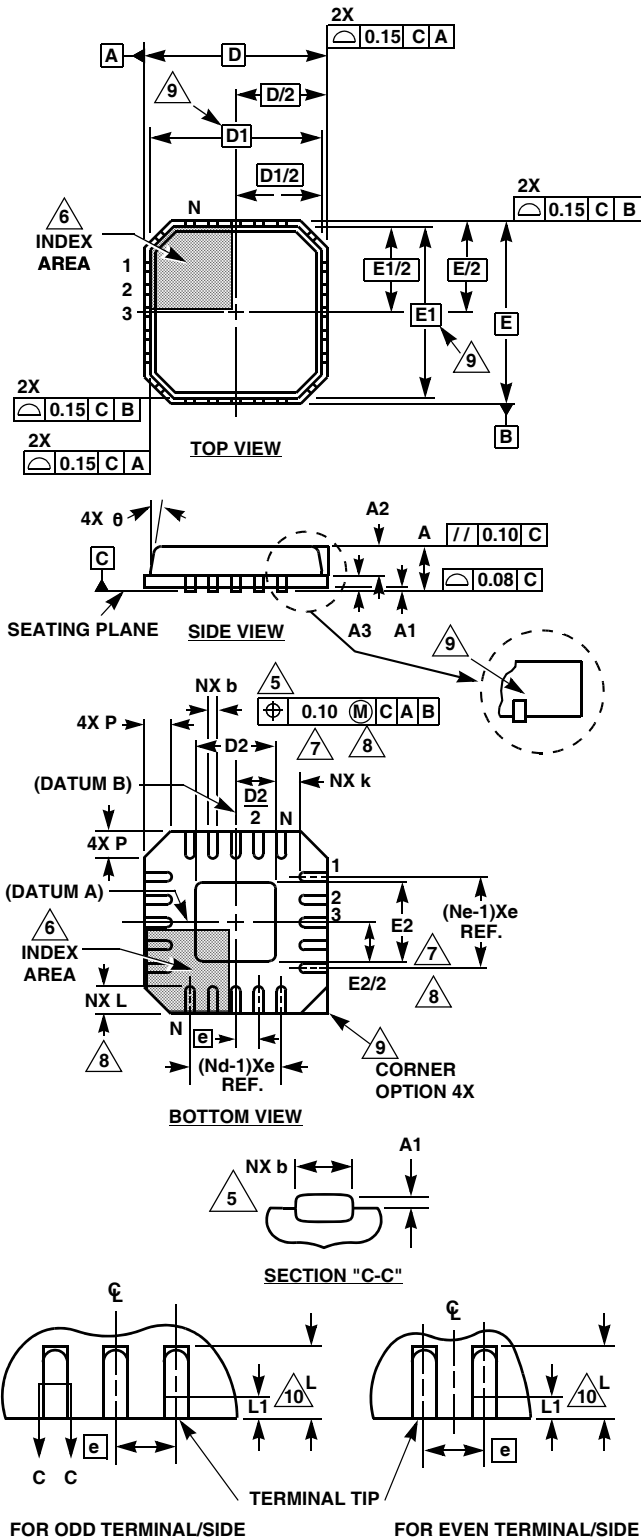 2X
0.15 C A
A
D
D/2
9
D1
D1/2
2X
0.15 C B
6
INDEX
AREA
N
1
2
3
E1/2
E/2
E1
E
9
2X
0.15 C B
2X
0.15 C A
B
TOP VIEW
4X θ
A2
A
// 0.10 C
C
0.08 C
SEATING PLANE
SIDE VIEW
A3
A1
9
NX b
5
⌖ 0.10 Ⓜ C A B
4X P
D2
7
8
(DATUM B)
D2
2
N
NX k
4X P
1
2
3
(DATUM A)
(Ne-1)Xe
REF.
6
INDEX
AREA
E2
7
E2/2
8
NX L
8
N
e
(Nd-1)Xe
REF.
9
CORNER
OPTION 4X
BOTTOM VIEW
A1
NX b
5
SECTION "C-C"
C
L
C
L
L1
10
L
L1
10
L
e
e
C
C
TERMINAL TIP
FOR ODD TERMINAL/SIDE
FOR EVEN TERMINAL/SIDE